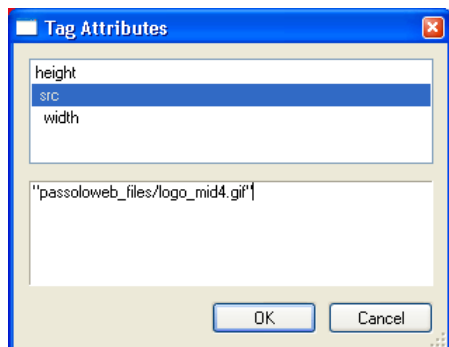 Tag Attributes
height
src
width
"passoloweb_files/logo_mid4.gif"
OK
Cancel